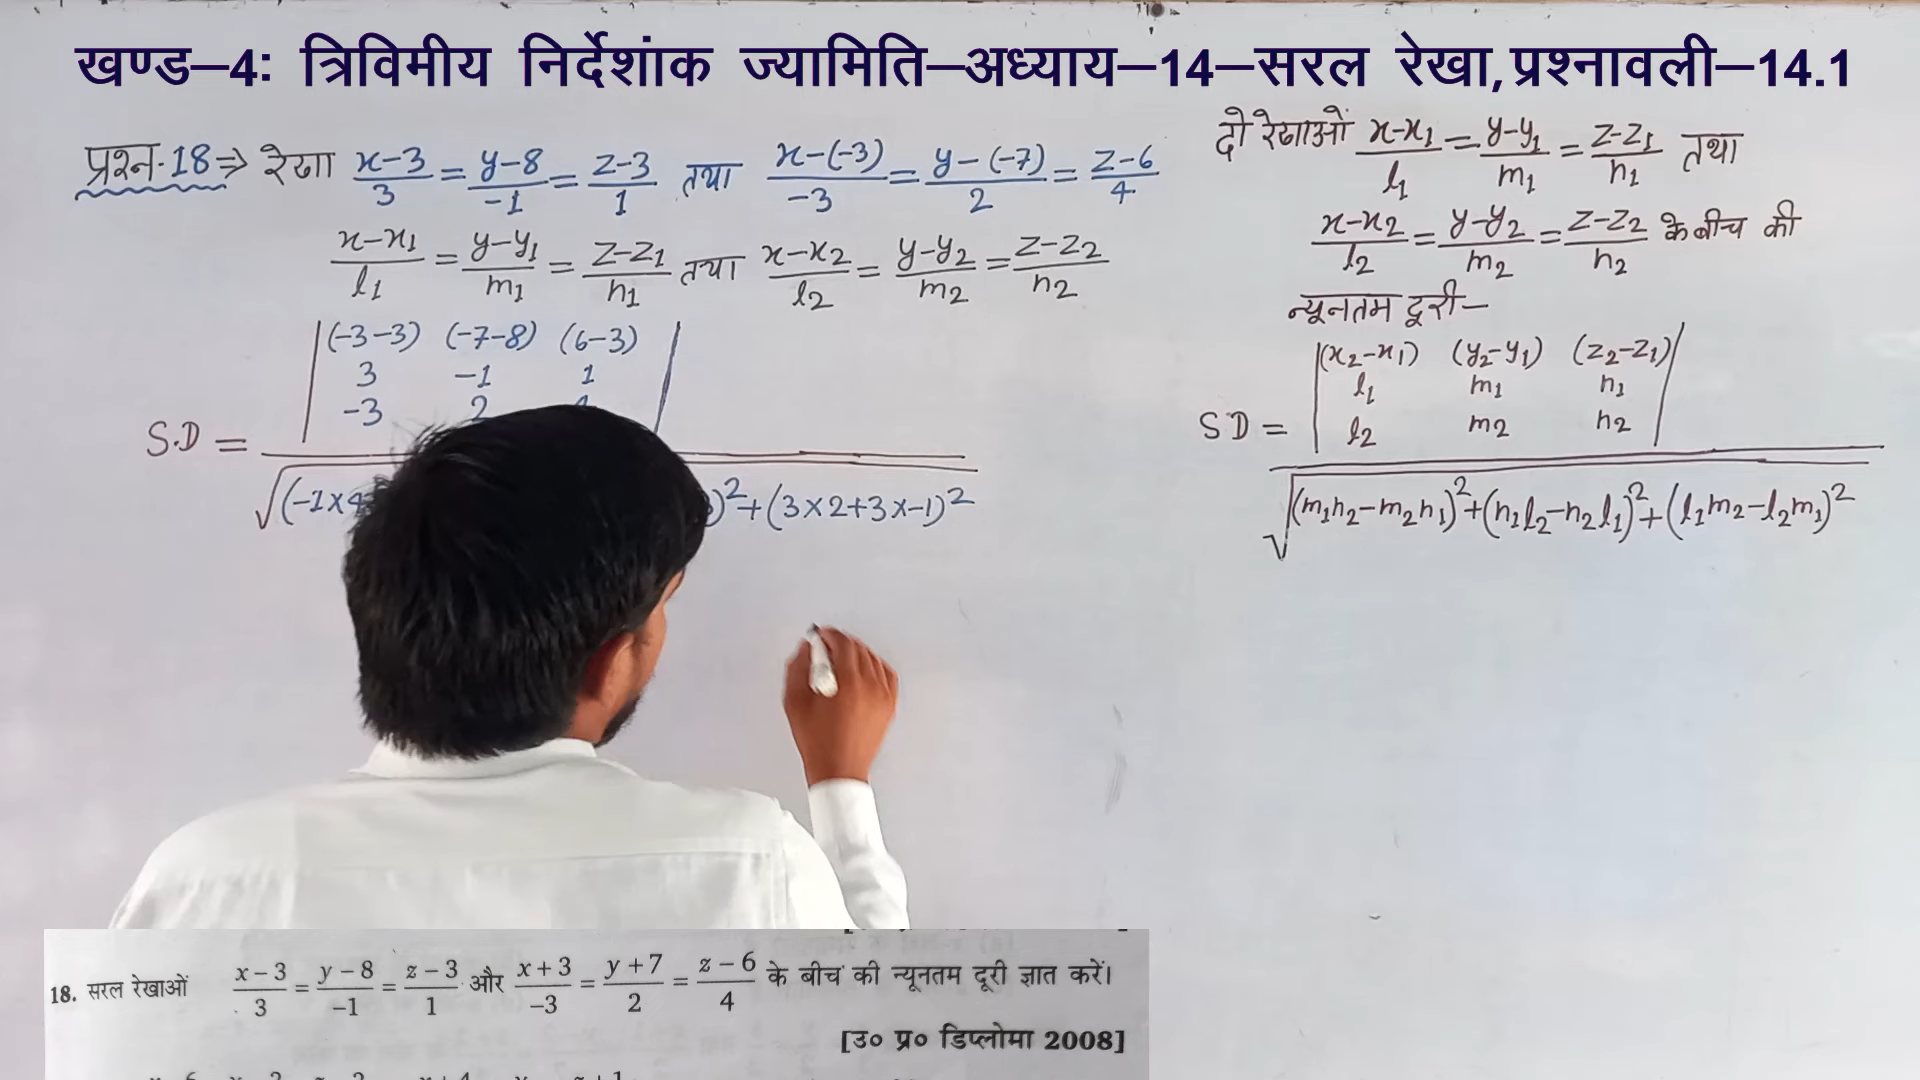 खण्ड–4: त्रिविमीय निर्देशांक ज्यामिति–अध्याय–14–सरल रेखा, प्रश्नावली–14.1
प्रश्न-18⇒ रेखा (x-3)/3 = (y-8)/-1 = (z-3)/1 तथा (x-(-3))/-3 = (y-(-7))/2 = (z-6)/4
(x-x₁)/l₁ = (y-y₁)/m₁ = (z-z₁)/n₁ तथा (x-x₂)/l₂ = (y-y₂)/m₂ = (z-z₂)/n₂
(-3-3) (-7-8) (6-3)
3 -1 1
-3 2
S.D =
√(-1×4 )²+(3×2+3×-1)²
दो रेखाओं (x-x₁)/l₁ = (y-y₁)/m₁ = (z-z₁)/n₁ तथा
(x-x₂)/l₂ = (y-y₂)/m₂ = (z-z₂)/n₂ के बीच की
न्यूनतम दूरी–
(x₂-x₁) (y₂-y₁) (z₂-z₁)
l₁ m₁ n₁
l₂ m₂ n₂
SD =
√(m₁n₂-m₂n₁)²+(n₁l₂-n₂l₁)²+(l₁m₂-l₂m₁)²
18. सरल रेखाओं (x-3)/3 = (y-8)/-1 = (z-3)/1 और (x+3)/-3 = (y+7)/2 = (z-6)/4 के बीच की न्यूनतम दूरी ज्ञात करें।
[उ० प्र० डिप्लोमा 2008]